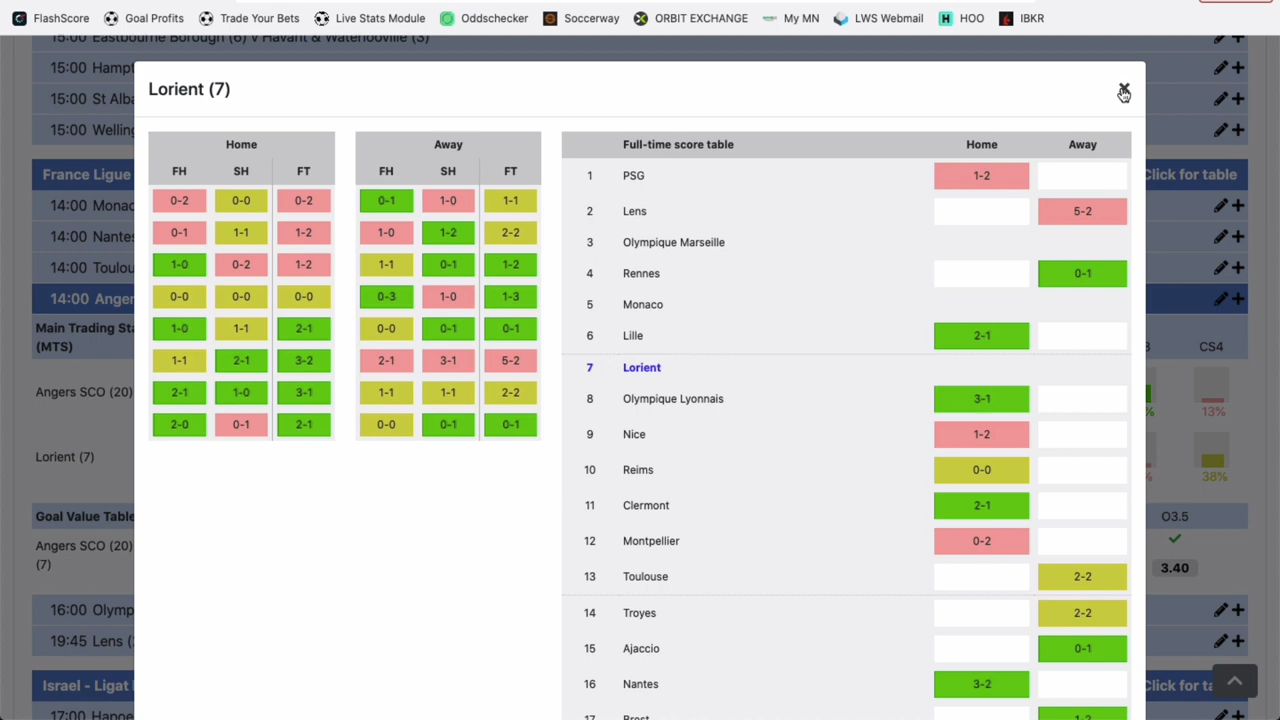 FlashScore Goal Profits Trade Your Bets Live Stats Module Oddschecker Soccerway ORBIT EXCHANGE My MN LWS Webmail HOO IBKR
15:00 Eastbourne Borough (6) v Havant & Waterlooville (3)
15:00 Hampt
15:00 St Alba
15:00 Welling
France Ligue Click for table
14:00 Monac
14:00 Nantes
14:00 Toulou
14:00 Anger
Main Trading Sta
(MTS)
CS4
Angers SCO (20)
13%
Lorient (7)
38%
Goal Value Table
O3.5
Angers SCO (20)
(7)
3.40
16:00 Olymp
19:45 Lens (
Israel - Ligat Click for ta
17:00 Hapoe
Lorient (7)
Home Away
FH SH FT FH SH FT
0-2 0-0 0-2 0-1 1-0 1-1
0-1 1-1 1-2 1-0 1-2 2-2
1-0 0-2 1-2 1-1 0-1 1-2
0-0 0-0 0-0 0-3 1-0 1-3
1-0 1-1 2-1 0-0 0-1 0-1
1-1 2-1 3-2 2-1 3-1 5-2
2-1 1-0 3-1 1-1 1-1 2-2
2-0 0-1 2-1 0-0 0-1 0-1
Full-time score table Home Away
1 PSG 1-2
2 Lens 5-2
3 Olympique Marseille
4 Rennes 0-1
5 Monaco
6 Lille 2-1
7 Lorient
8 Olympique Lyonnais 3-1
9 Nice 1-2
10 Reims 0-0
11 Clermont 2-1
12 Montpellier 0-2
13 Toulouse 2-2
14 Troyes 2-2
15 Ajaccio 0-1
16 Nantes 3-2
17 Brest 1-2